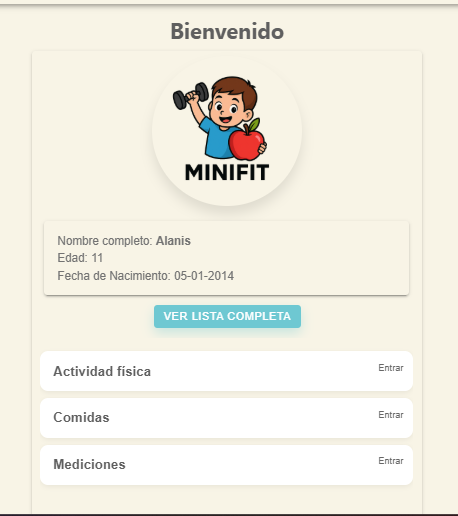 Bienvenido
MINIFIT
Nombre completo: Alanis
Edad: 11
Fecha de Nacimiento: 05-01-2014
VER LISTA COMPLETA
Actividad física
Entrar
Comidas
Entrar
Mediciones
Entrar